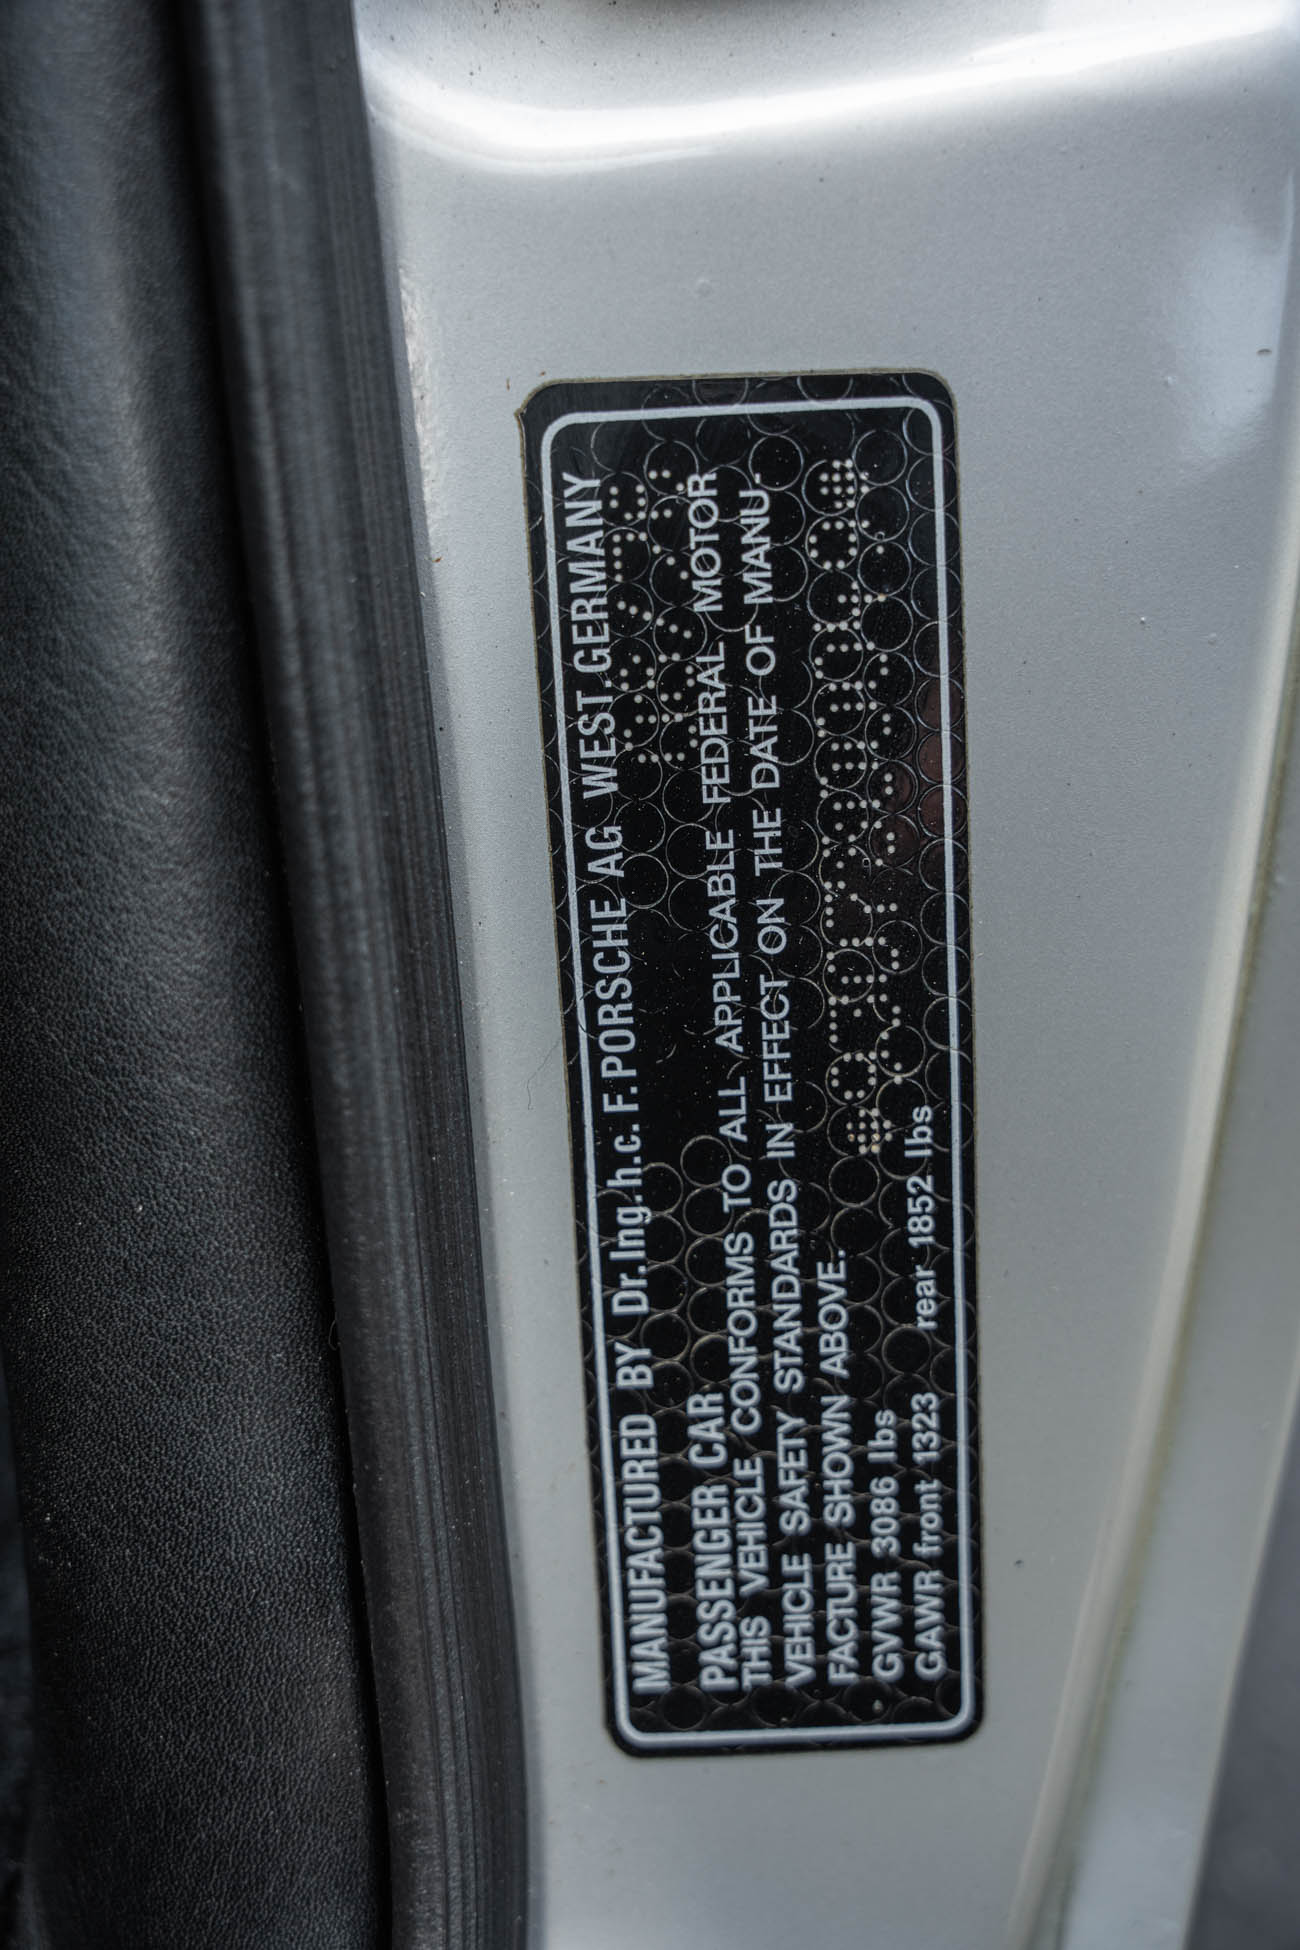 MANUFACTURED BY Dr.Ing.h.c. F. PORSCHE AG WEST. GERMANY
PASSENGER CAR
THIS VEHICLE CONFORMS TO ALL APPLICABLE FEDERAL MOTOR
VEHICLE SAFETY STANDARDS IN EFFECT ON THE DATE OF MANU-
FACTURE SHOWN ABOVE.
GVWR 3086 lbs
GAWR front 1323 rear 1852 lbs